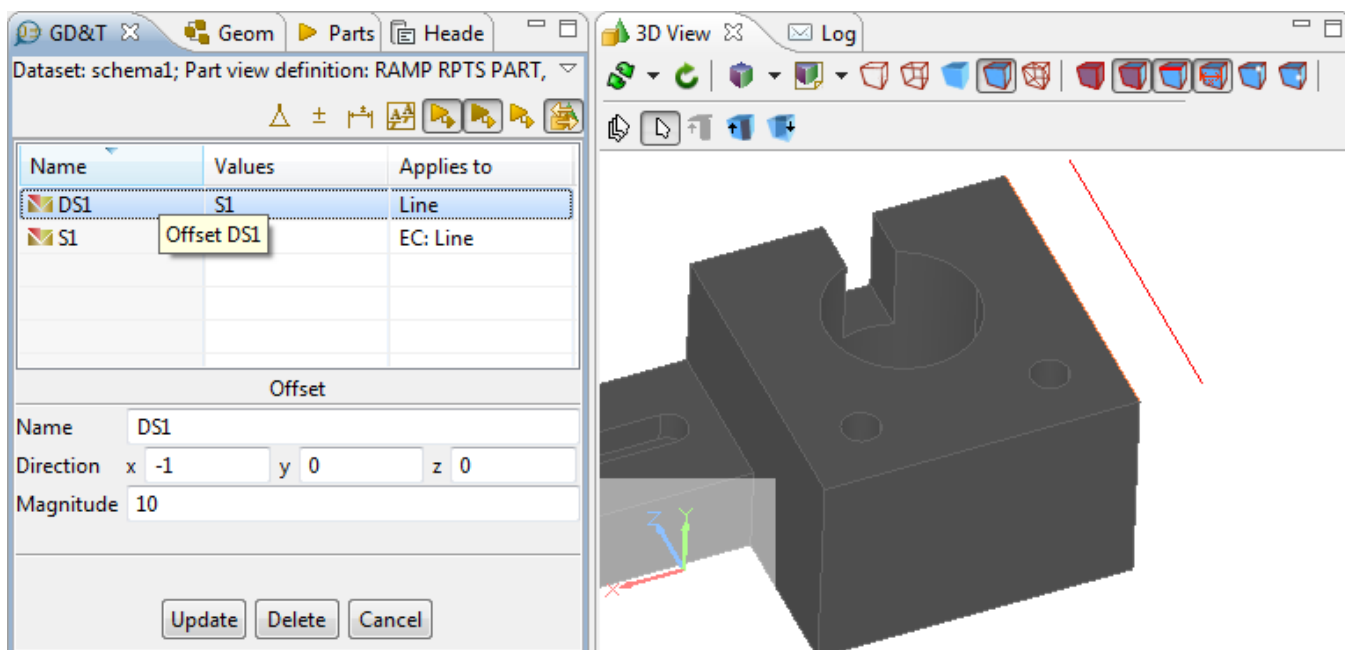 GD&T Geom Parts Heade
Dataset: schema1; Part view definition: RAMP RPTS PART,
Name Values Applies to
DS1 S1 Line
Offset DS1
S1 EC: Line
Offset
Name DS1
Direction x -1 y 0 z 0
Magnitude 10
Update Delete Cancel
3D View Log
Z Y
X